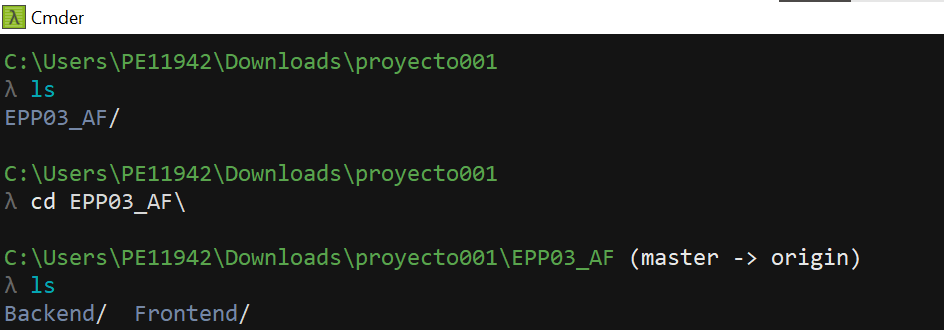 λ Cmder
C:\Users\PE11942\Downloads\proyecto001
λ ls
EPP03_AF/
C:\Users\PE11942\Downloads\proyecto001
λ cd EPP03_AF\
C:\Users\PE11942\Downloads\proyecto001\EPP03_AF (master -> origin)
λ ls
Backend/  Frontend/